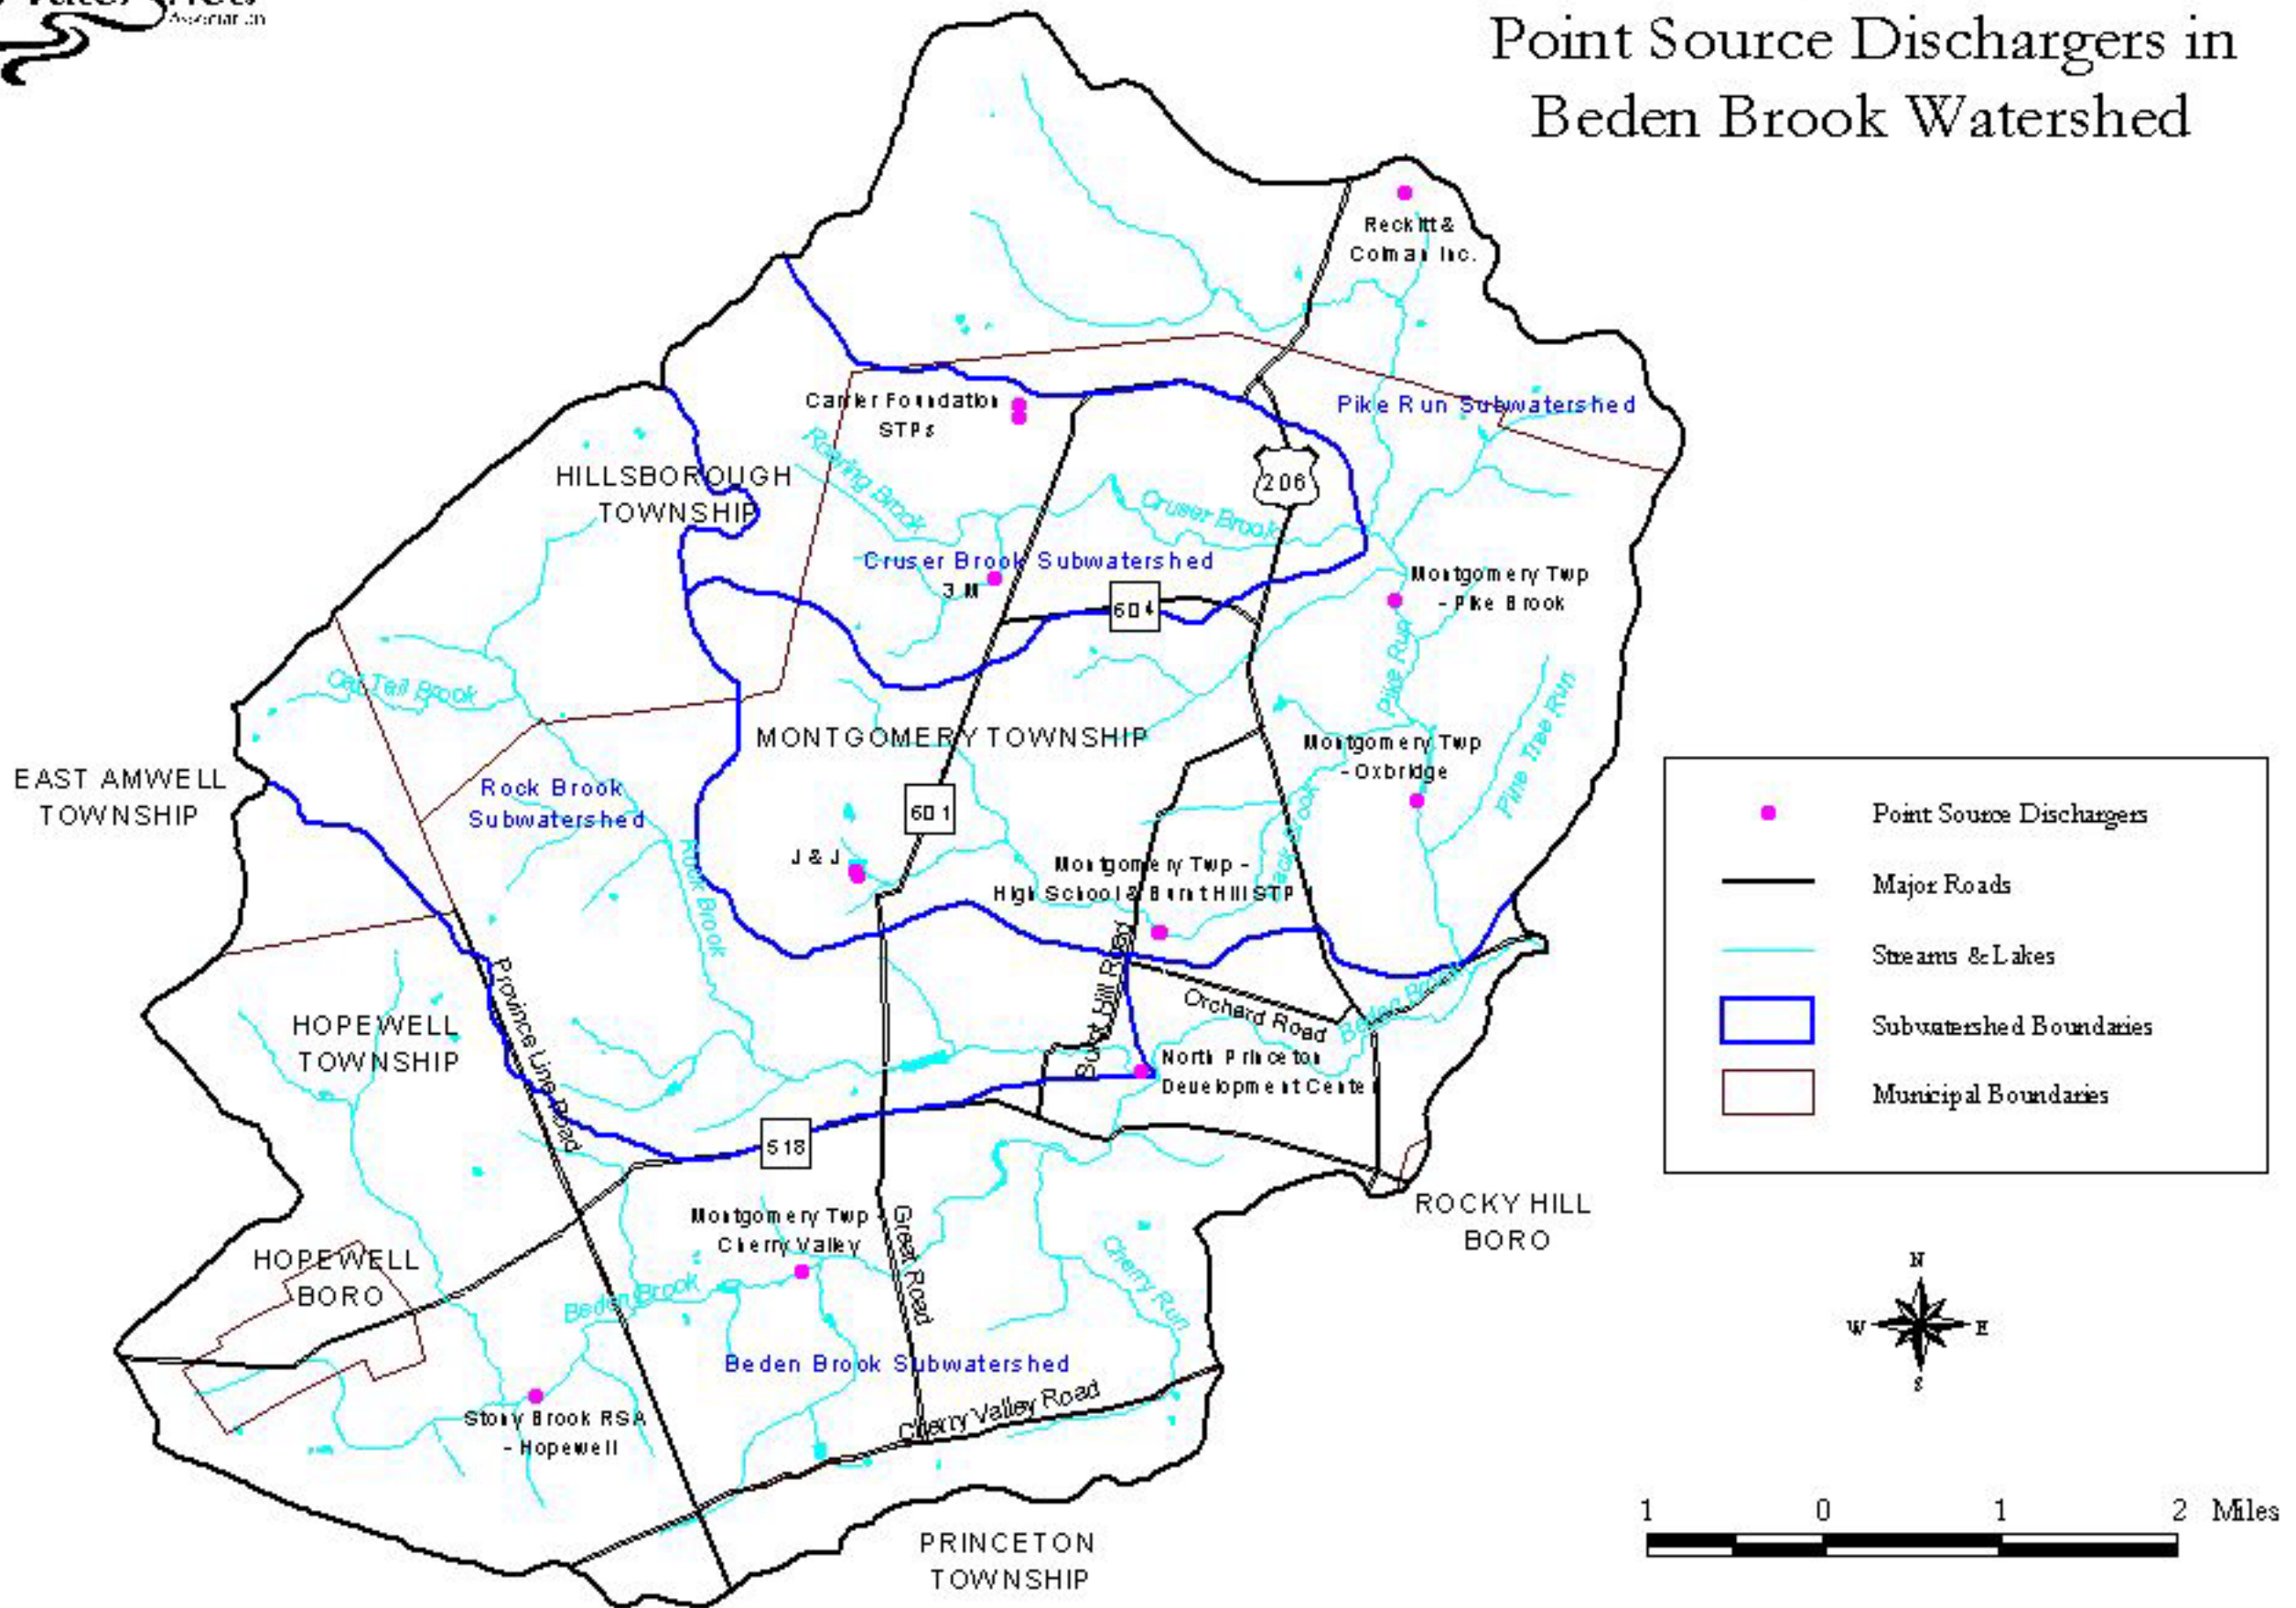 Association
Point Source Dischargers in
Beden Brook Watershed
Reckitt &
Colman Inc.
Carrier Foundation
STPs
Pike Run Subwatershed
Roaring Brook
HILLSBOROUGH
TOWNSHIP
206
Cruser Brook
Cruser Brook Subwatershed
3 M
Montgomery Twp
- Pike Brook
604
Pike Run
Cat Tail Brook
Pine Tree Run
MONTGOMERY TOWNSHIP
Montgomery Twp
- Oxbridge
EAST AMWELL
TOWNSHIP
Rock Brook
Subwatershed
601
Rock Brook
J & J
Montgomery Twp -
High School & Burnt Hill STP
Point Source Dischargers
Major Roads
Streams & Lakes
Subwatershed Boundaries
Municipal Boundaries
Province Line Road
Burnt Hill Road
Orchard Road
Beden Brook
HOPEWELL
TOWNSHIP
North Princeton
Development Center
518
ROCKY HILL
BORO
Montgomery Twp -
Cherry Valley
Great Road
Cherry Run
HOPEWELL
BORO
Beden Brook
Beden Brook Subwatershed
Cherry Valley Road
Stony Brook RSA
- Hopewell
PRINCETON
TOWNSHIP
N
W E
S
1 0 1 2 Miles